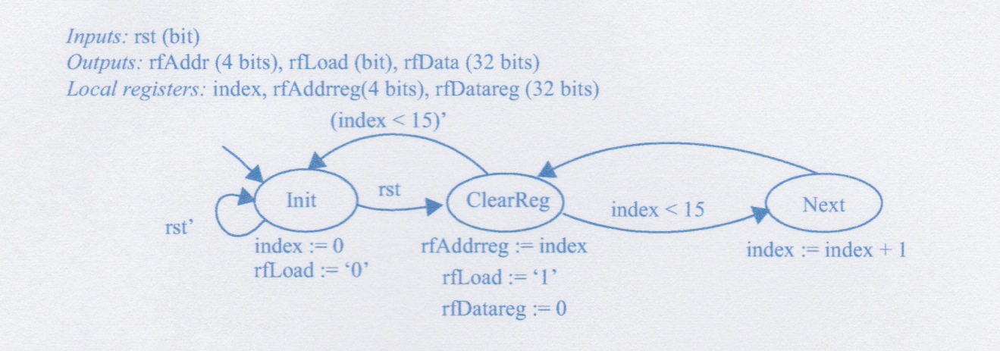 Inputs: rst (bit)
Outputs: rfAddr (4 bits), rfLoad (bit), rfData (32 bits)
Local registers: index, rfAddrreg(4 bits), rfDatareg (32 bits)
(index < 15)’
Init
rst
ClearReg
index < 15
Next
rst’
index := 0
rfLoad := ‘0’
rfAddrreg := index
rfLoad := ‘1’
rfDatareg := 0
index := index + 1